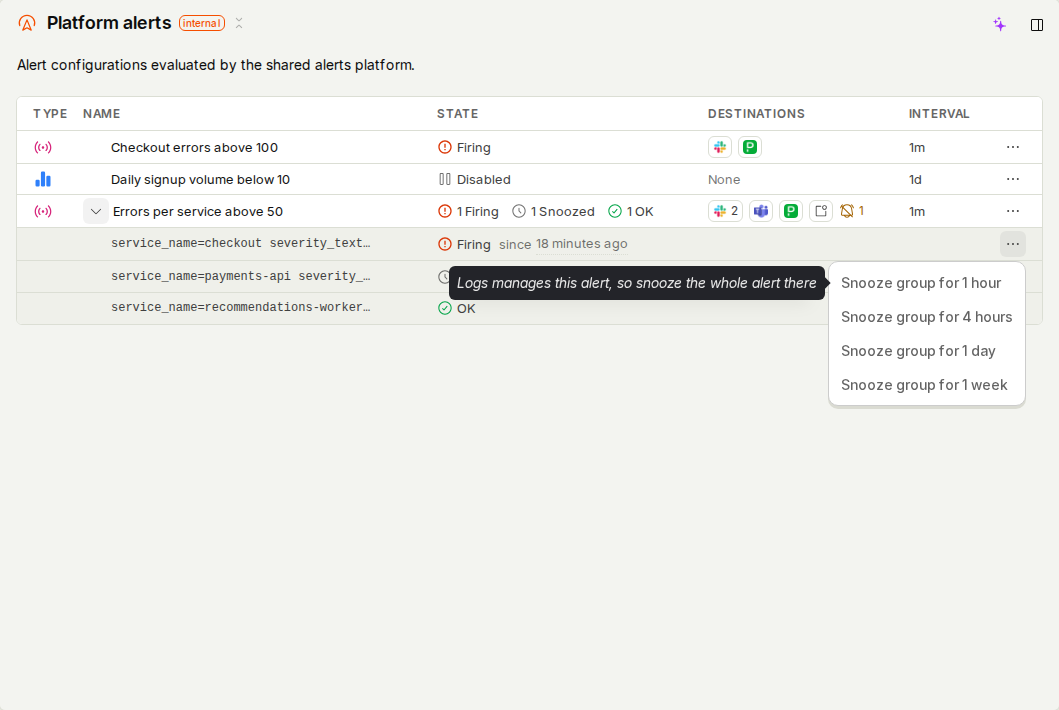 Platform alerts internal
Alert configurations evaluated by the shared alerts platform.
TYPE NAME STATE DESTINATIONS INTERVAL
Checkout errors above 100 Firing 1m
Daily signup volume below 10 Disabled None 1d
Errors per service above 50 1 Firing 1 Snoozed 1 OK 2 1 1m
service_name=checkout severity_text… Firing since 18 minutes ago
service_name=payments-api severity_…
Logs manages this alert, so snooze the whole alert there
service_name=recommendations-worker… OK
Snooze group for 1 hour
Snooze group for 4 hours
Snooze group for 1 day
Snooze group for 1 week